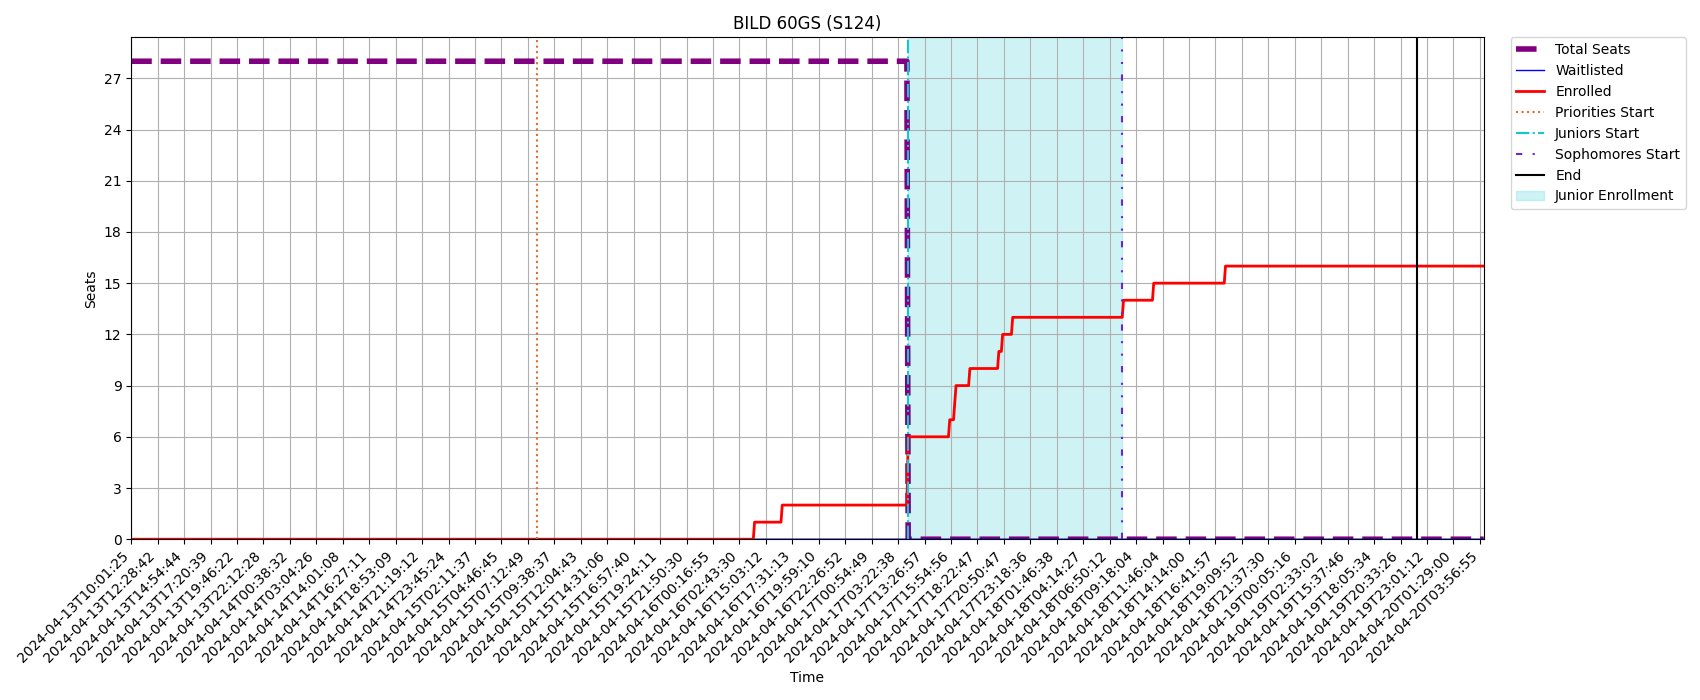 BILD 60GS (S124)
Total Seats
Waitlisted
Enrolled
Priorities Start
Juniors Start
Sophomores Start
End
Junior Enrollment
Seats
27
24
21
18
15
12
9
6
3
0
2024-04-13T10:01:25
2024-04-13T12:28:42
2024-04-13T14:54:44
2024-04-13T17:20:39
2024-04-13T19:46:22
2024-04-13T22:12:28
2024-04-14T00:38:32
2024-04-14T03:04:26
2024-04-14T14:01:08
2024-04-14T16:27:11
2024-04-14T18:53:09
2024-04-14T21:19:12
2024-04-14T23:45:24
2024-04-15T02:11:37
2024-04-15T04:46:45
2024-04-15T07:12:49
2024-04-15T09:38:37
2024-04-15T12:04:43
2024-04-15T14:31:06
2024-04-15T16:57:40
2024-04-15T19:24:11
2024-04-15T21:50:30
2024-04-16T00:16:55
2024-04-16T02:43:30
2024-04-16T15:03:12
2024-04-16T17:31:13
2024-04-16T19:59:10
2024-04-16T22:26:52
2024-04-17T00:54:49
2024-04-17T03:22:38
2024-04-17T13:26:57
2024-04-17T15:54:56
2024-04-17T18:22:47
2024-04-17T20:50:47
2024-04-17T23:18:36
2024-04-18T01:46:38
2024-04-18T04:14:27
2024-04-18T06:50:12
2024-04-18T09:18:04
2024-04-18T11:46:04
2024-04-18T14:14:00
2024-04-18T16:41:57
2024-04-18T19:09:52
2024-04-18T21:37:30
2024-04-19T00:05:16
2024-04-19T02:33:02
2024-04-19T15:37:46
2024-04-19T18:05:34
2024-04-19T20:33:26
2024-04-19T23:01:12
2024-04-20T01:29:00
2024-04-20T03:56:55
Time